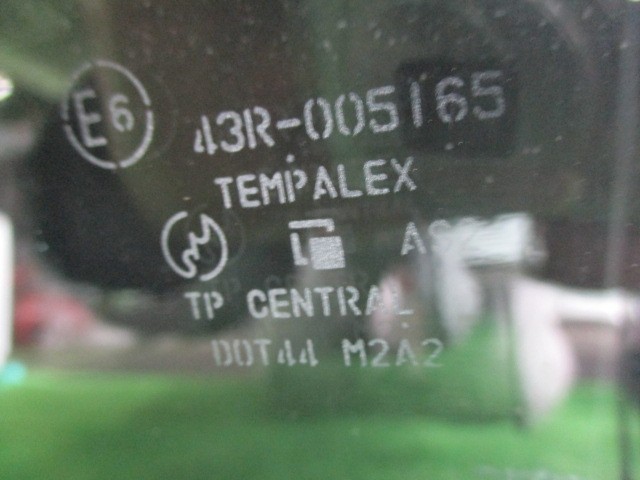 E6 43R-005165
TEMPALEX
TP CENTRAL
DOT44 M2A2